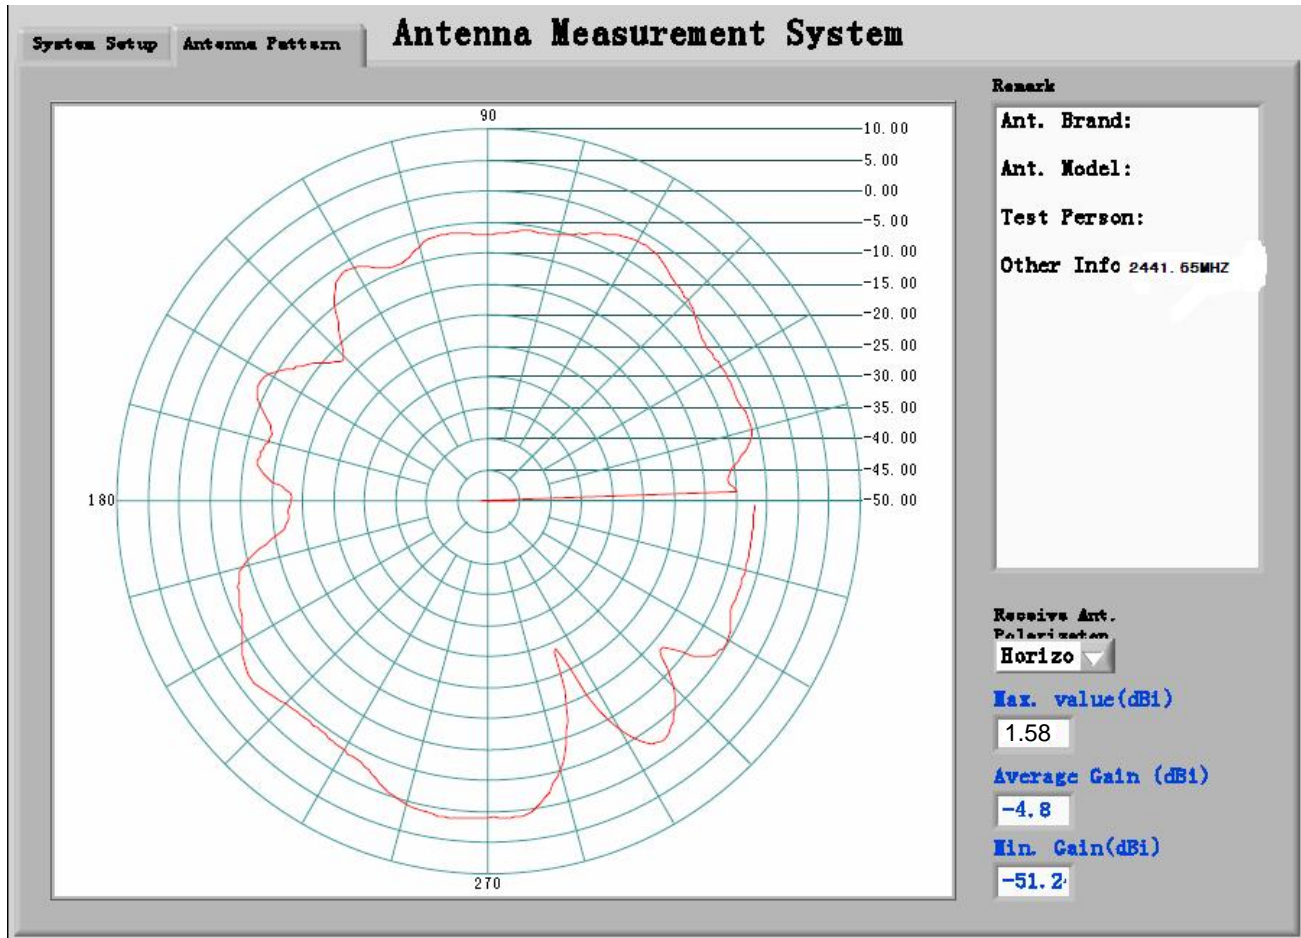 Antenna Measurement System
System Setup
Antenna Pattern
90
10.00
5.00
0.00
-5.00
-10.00
-15.00
-20.00
-25.00
-30.00
-35.00
-40.00
-45.00
-50.00
180
270
Remark
Ant. Brand:
Ant. Model:
Test Person:
Other Info 2441.65MHZ
Receive Ant.
Polarizaton
Horizo
Max. value(dBi)
1.58
Average Gain (dBi)
-4.8
Min. Gain(dBi)
-51.2